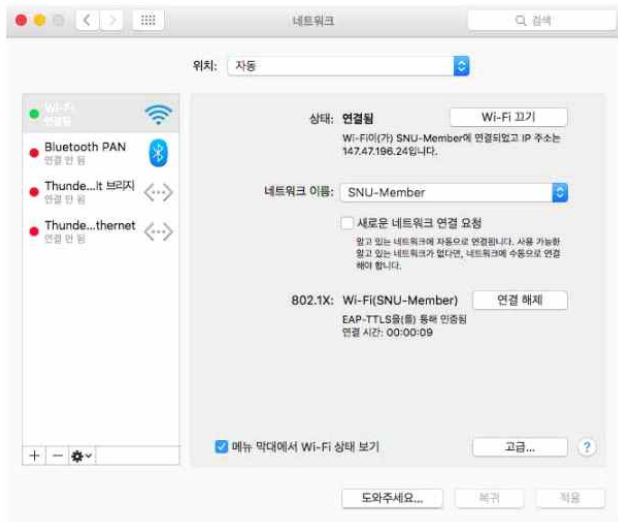 네트워크
검색
위치: 자동
Wi-Fi
연결됨
Bluetooth PAN
연결 안 됨
Thunde...lt 브리지
연결 안 됨
Thunde...thernet
연결 안 됨
상태: 연결됨
Wi-Fi 끄기
Wi-Fi이(가) SNU-Member에 연결되었고 IP 주소는
147.47.196.24입니다.
네트워크 이름: SNU-Member
새로운 네트워크 연결 요청
알고 있는 네트워크에 자동으로 연결됩니다. 사용 가능한
알고 있는 네트워크가 없다면, 네트워크에 수동으로 연결
해야 합니다.
802.1X: Wi-Fi(SNU-Member)
연결 해제
EAP-TTLS을(를) 통해 인증됨
연결 시간: 00:00:09
메뉴 막대에서 Wi-Fi 상태 보기
고급...
?
도와주세요...
복귀
적용